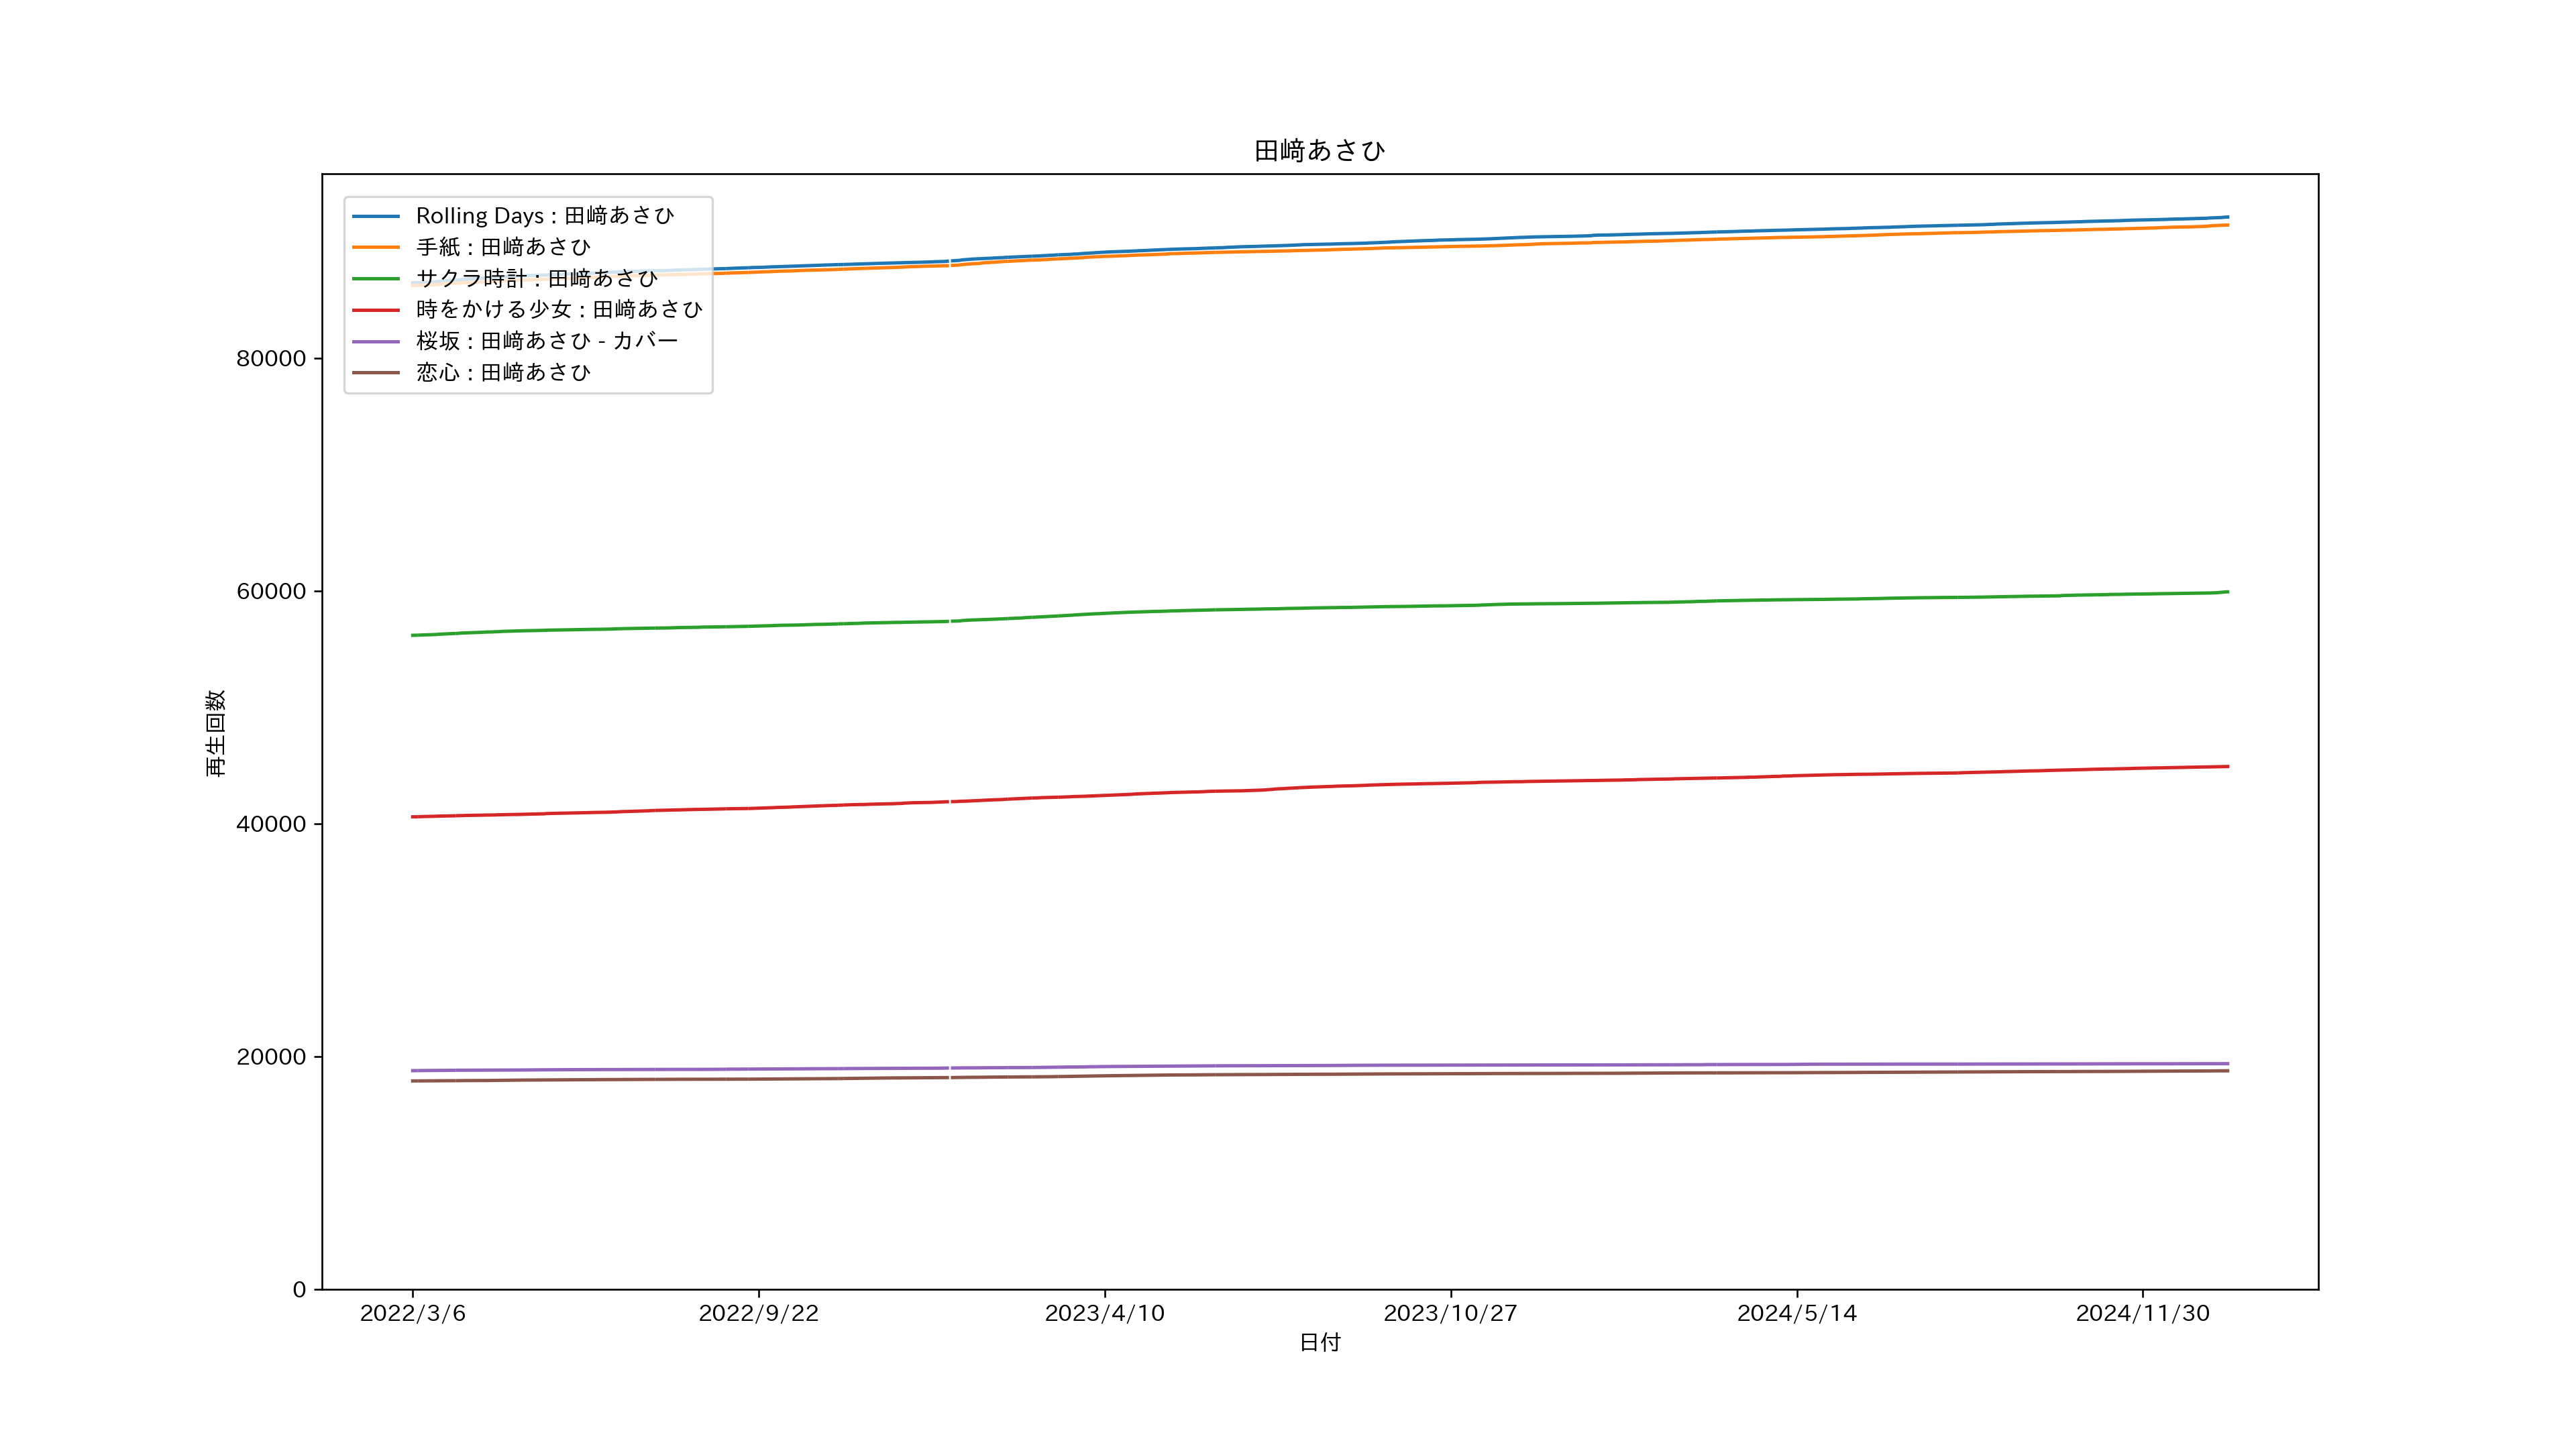 田﨑あさひ
Rolling Days : 田﨑あさひ
手紙 : 田﨑あさひ
サクラ時計 : 田﨑あさひ
時をかける少女 : 田﨑あさひ
桜坂 : 田﨑あさひ - カバー
恋心 : 田﨑あさひ
80000
60000
40000
20000
0
再生回数
2022/3/6
2022/9/22
2023/4/10
2023/10/27
2024/5/14
2024/11/30
日付